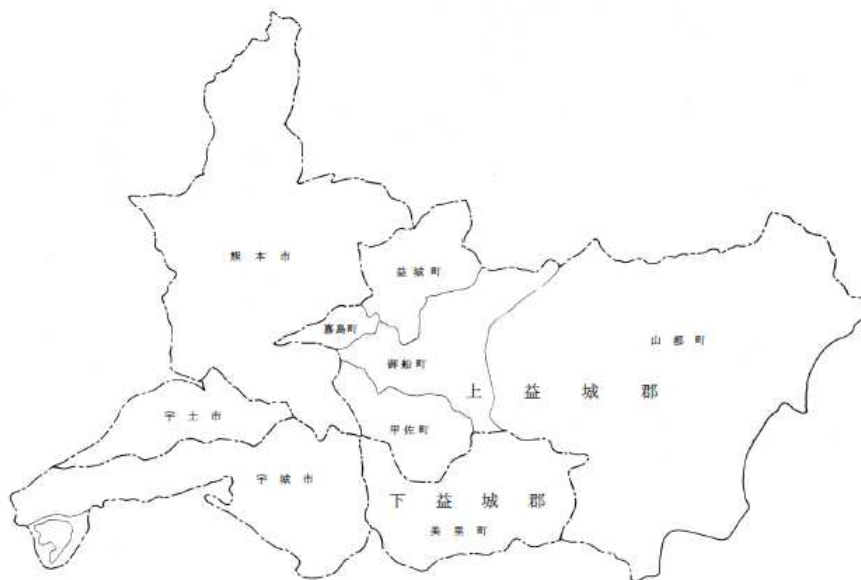 熊本市
益城町
嘉島町
山都町
御船町
上益城郡
宇土市
甲佐町
宇城市
下益城郡
美里町